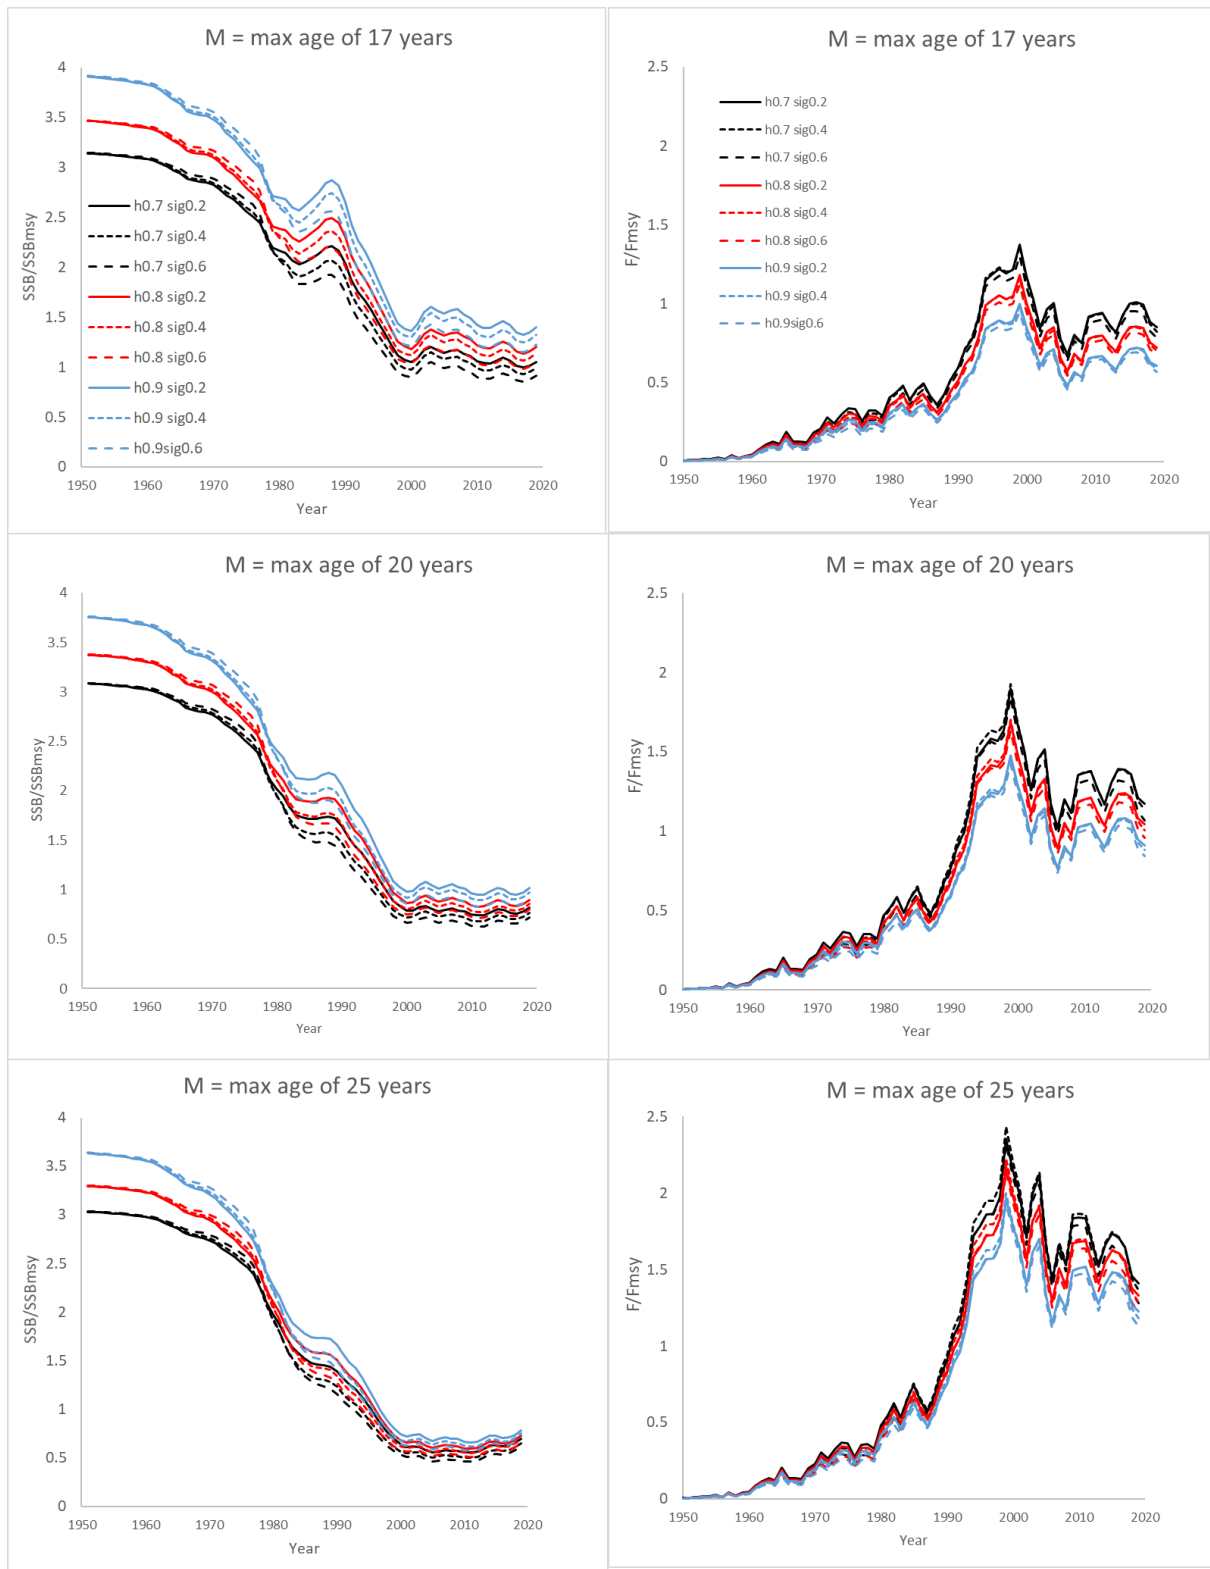 M = max age of 17 years
4
3.5
3
2.5
2
1.5
1
0.5
0
SSB/SSBmsy
h0.7 sig0.2
h0.7 sig0.4
h0.7 sig0.6
h0.8 sig0.2
h0.8 sig0.4
h0.8 sig0.6
h0.9 sig0.2
h0.9 sig0.4
h0.9sig0.6
1950 1960 1970 1980 1990 2000 2010 2020
Year
M = max age of 17 years
2.5
2
1.5
1
0.5
0
F/Fmsy
h0.7 sig0.2
h0.7 sig0.4
h0.7 sig0.6
h0.8 sig0.2
h0.8 sig0.4
h0.8 sig0.6
h0.9 sig0.2
h0.9 sig0.4
h0.9sig0.6
1950 1960 1970 1980 1990 2000 2010 2020
Year
M = max age of 20 years
4
3.5
3
2.5
2
1.5
1
0.5
0
SSB/SSBmsy
1950 1960 1970 1980 1990 2000 2010 2020
Year
M = max age of 20 years
2.5
2
1.5
1
0.5
0
F/Fmsy
1950 1960 1970 1980 1990 2000 2010 2020
Year
M = max age of 25 years
4
3.5
3
2.5
2
1.5
1
0.5
0
SSB/SSBmsy
1950 1960 1970 1980 1990 2000 2010 2020
Year
M = max age of 25 years
2.5
2
1.5
1
0.5
0
F/Fmsy
1950 1960 1970 1980 1990 2000 2010 2020
Year